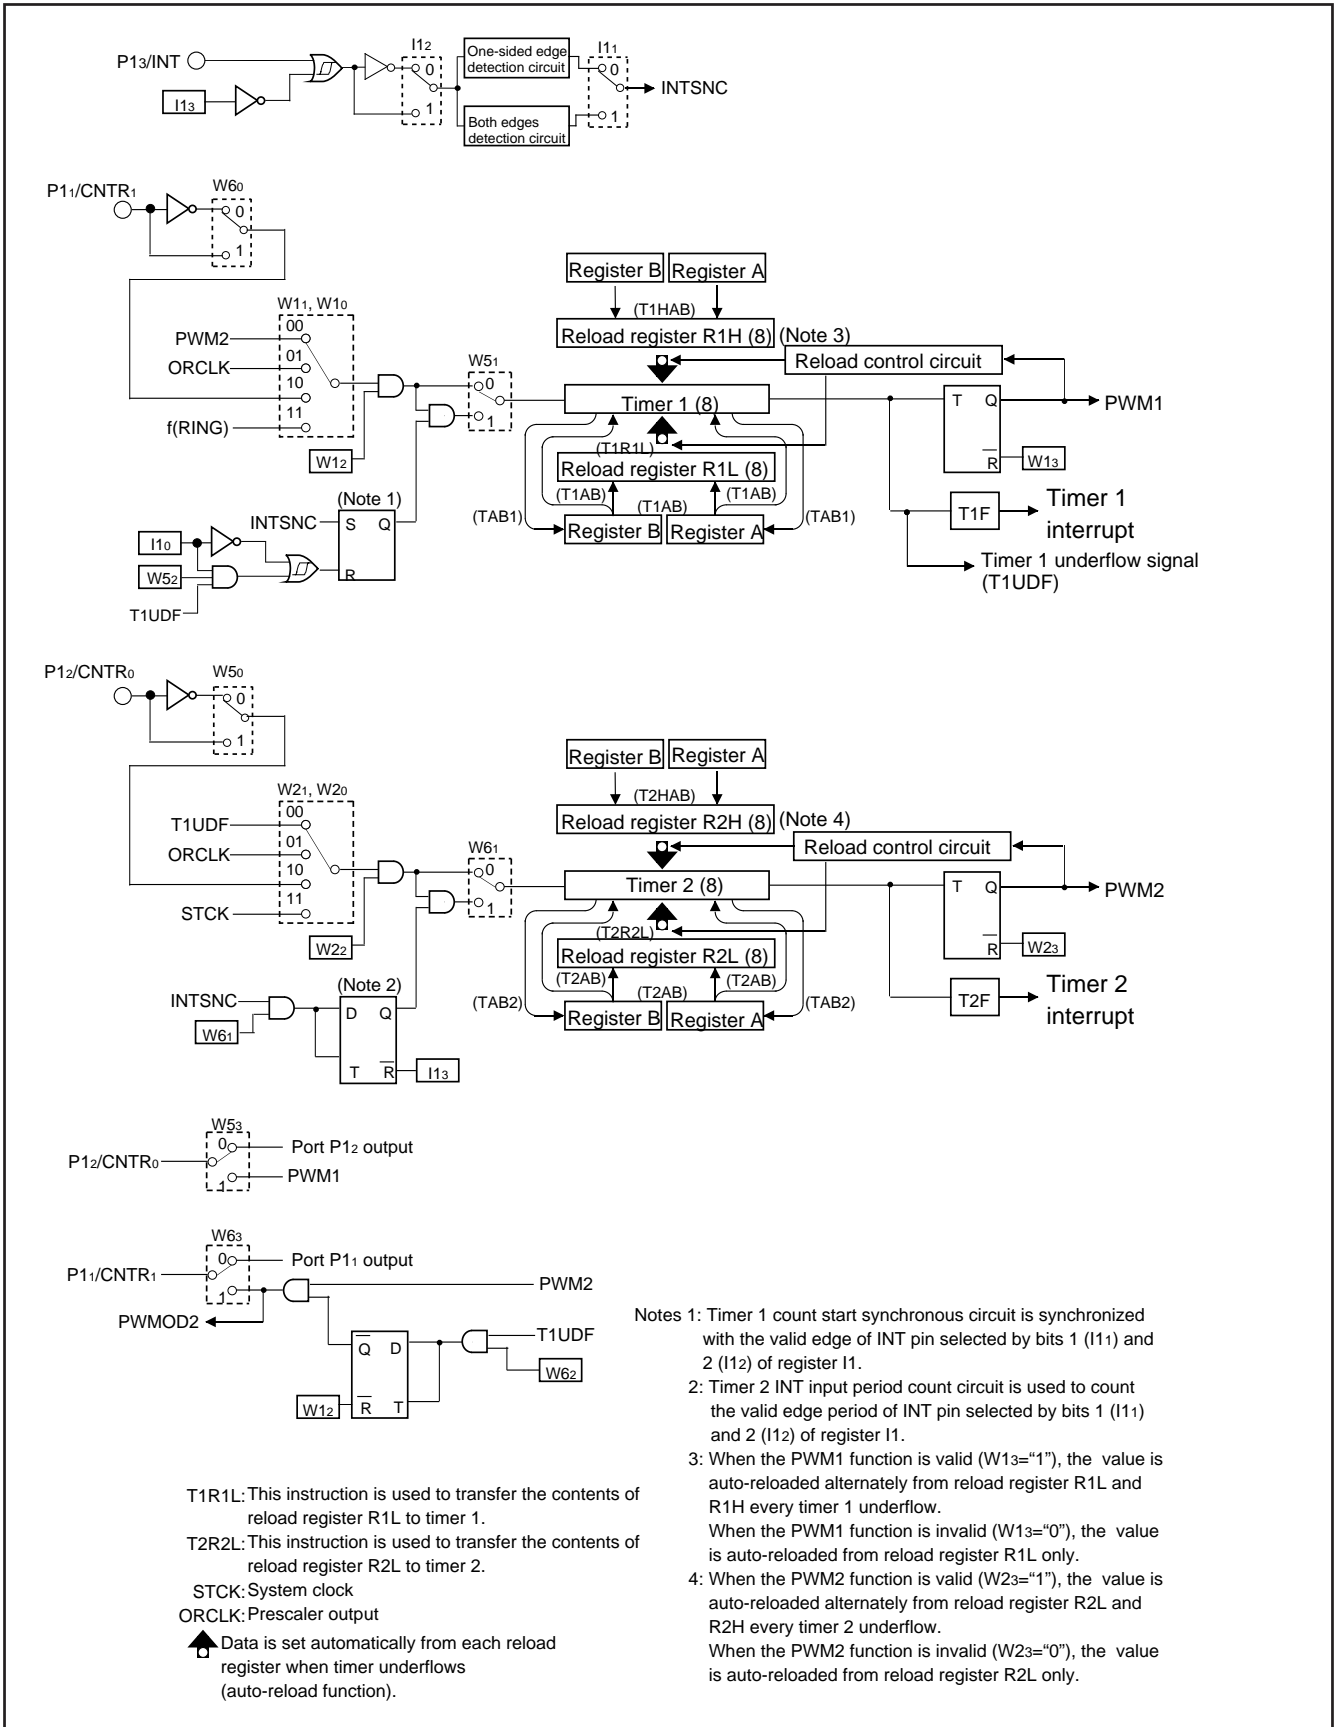 P13/INT
I13
I12
0
1
One-sided edge
detection circuit
Both edges
detection circuit
I11
0
1
INTSNC
P11/CNTR1
W60
0
1
W11, W10
00
01
10
11
PWM2
ORCLK
f(RING)
W12
W51
0
1
Register B
Register A
(T1HAB)
Reload register R1H (8)
(Note 3)
Reload control circuit
Timer 1 (8)
(T1R1L)
Reload register R1L (8)
(T1AB)
(T1AB)
(T1AB)
(TAB1)
Register B
Register A
(TAB1)
T
Q
R
PWM1
W13
T1F
Timer 1
interrupt
Timer 1 underflow signal
(T1UDF)
(Note 1)
INTSNC
S
Q
R
I10
W52
T1UDF
P12/CNTR0
W50
0
1
W21, W20
00
01
10
11
T1UDF
ORCLK
STCK
W22
W61
0
1
Register B
Register A
(T2HAB)
Reload register R2H (8)
(Note 4)
Reload control circuit
Timer 2 (8)
(T2R2L)
Reload register R2L (8)
(T2AB)
(T2AB)
(T2AB)
(TAB2)
Register B
Register A
(TAB2)
T
Q
R
PWM2
W23
T2F
Timer 2
interrupt
(Note 2)
INTSNC
W61
D
Q
T
R
I13
W53
P12/CNTR0
0
1
Port P12 output
PWM1
W63
P11/CNTR1
0
1
Port P11 output
PWM2
PWMOD2
Q
D
R
T
T1UDF
W62
W12
T1R1L: This instruction is used to transfer the contents of
reload register R1L to timer 1.
T2R2L: This instruction is used to transfer the contents of
reload register R2L to timer 2.
STCK: System clock
ORCLK: Prescaler output
Data is set automatically from each reload
register when timer underflows
(auto-reload function).
Notes 1: Timer 1 count start synchronous circuit is synchronized
with the valid edge of INT pin selected by bits 1 (I11) and
2 (I12) of register I1.
2: Timer 2 INT input period count circuit is used to count
the valid edge period of INT pin selected by bits 1 (I11)
and 2 (I12) of register I1.
3: When the PWM1 function is valid (W13=“1”), the value is
auto-reloaded alternately from reload register R1L and
R1H every timer 1 underflow.
When the PWM1 function is invalid (W13=“0”), the value
is auto-reloaded from reload register R1L only.
4: When the PWM2 function is valid (W23=“1”), the value is
auto-reloaded alternately from reload register R2L and
R2H every timer 2 underflow.
When the PWM2 function is invalid (W23=“0”), the value
is auto-reloaded from reload register R2L only.